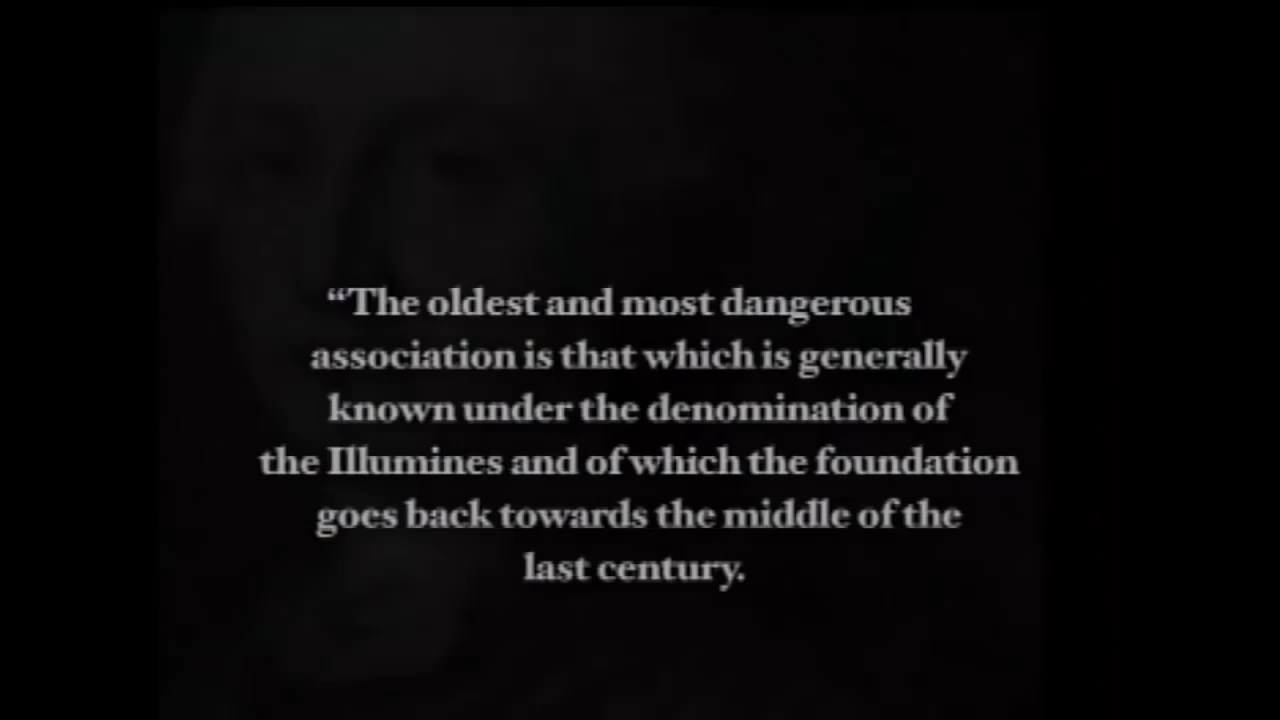 “The oldest and most dangerous
association is that which is generally
known under the denomination of
the Illumines and of which the foundation
goes back towards the middle of the
last century.